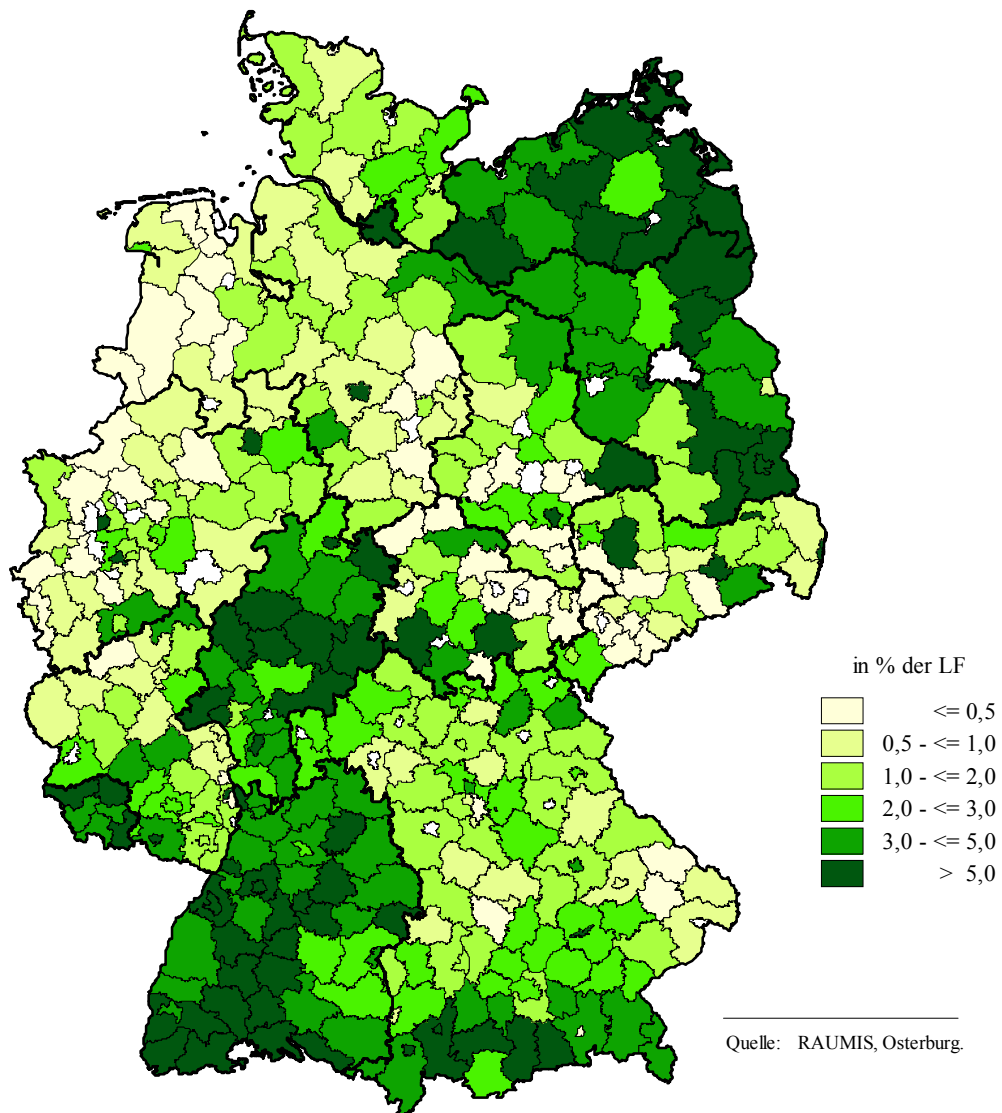 in % der LF
<= 0,5
0,5 - <= 1,0
1,0 - <= 2,0
2,0 - <= 3,0
3,0 - <= 5,0
> 5,0
Quelle: RAUMIS, Osterburg.